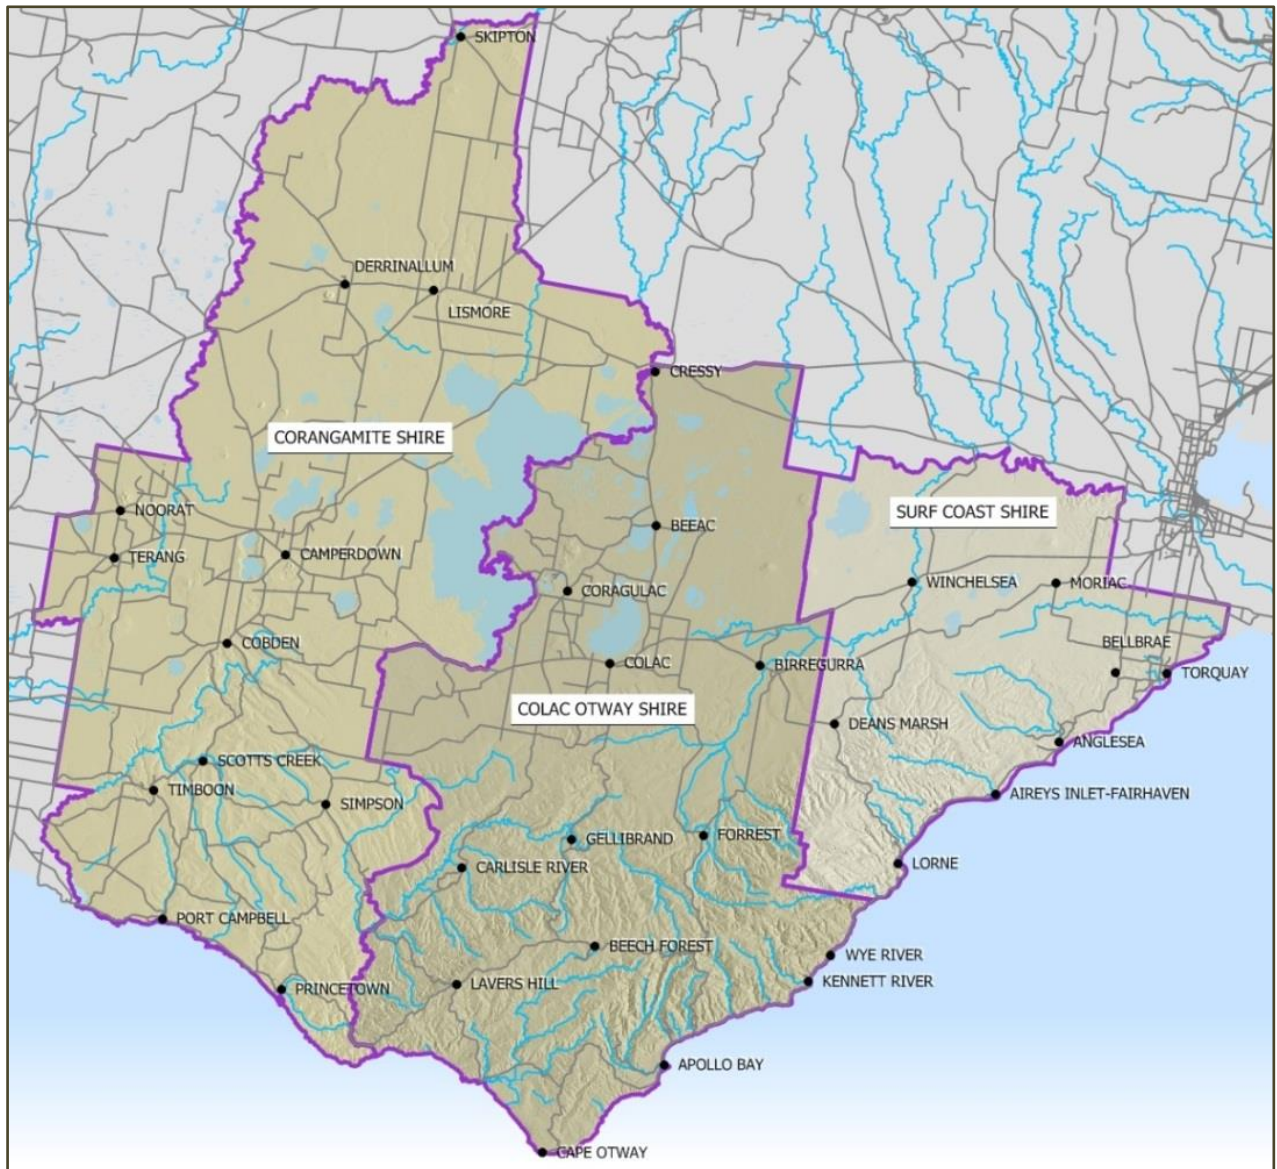 SKIPTON
DERRINALLUM
LISMORE
CRESSY
CORANGAMITE SHIRE
NOORAT
SURF COAST SHIRE
BEEAC
TERANG
CAMPERDOWN
WINCHELSEA
MORIAC
CORAGULAC
COBDEN
BELLBRAE
COLAC
BIRREGURRA
TORQUAY
COLAC OTWAY SHIRE
DEANS MARSH
ANGLESEA
SCOTTS CREEK
TIMBOON
AIREYS INLET-FAIRHAVEN
SIMPSON
GELLIBRAND
FORREST
CARLISLE RIVER
LORNE
PORT CAMPBELL
BEECH FOREST
WYE RIVER
LAVERS HILL
KENNETT RIVER
PRINCETOWN
APOLLO BAY
CAPE OTWAY